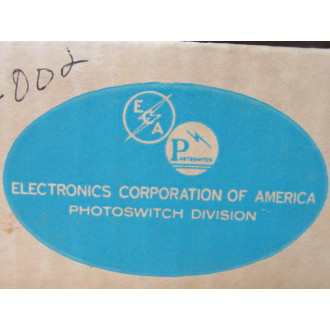 -002
ECA
PHOTOSWITCH
ELECTRONICS CORPORATION OF AMERICA
PHOTOSWITCH DIVISION